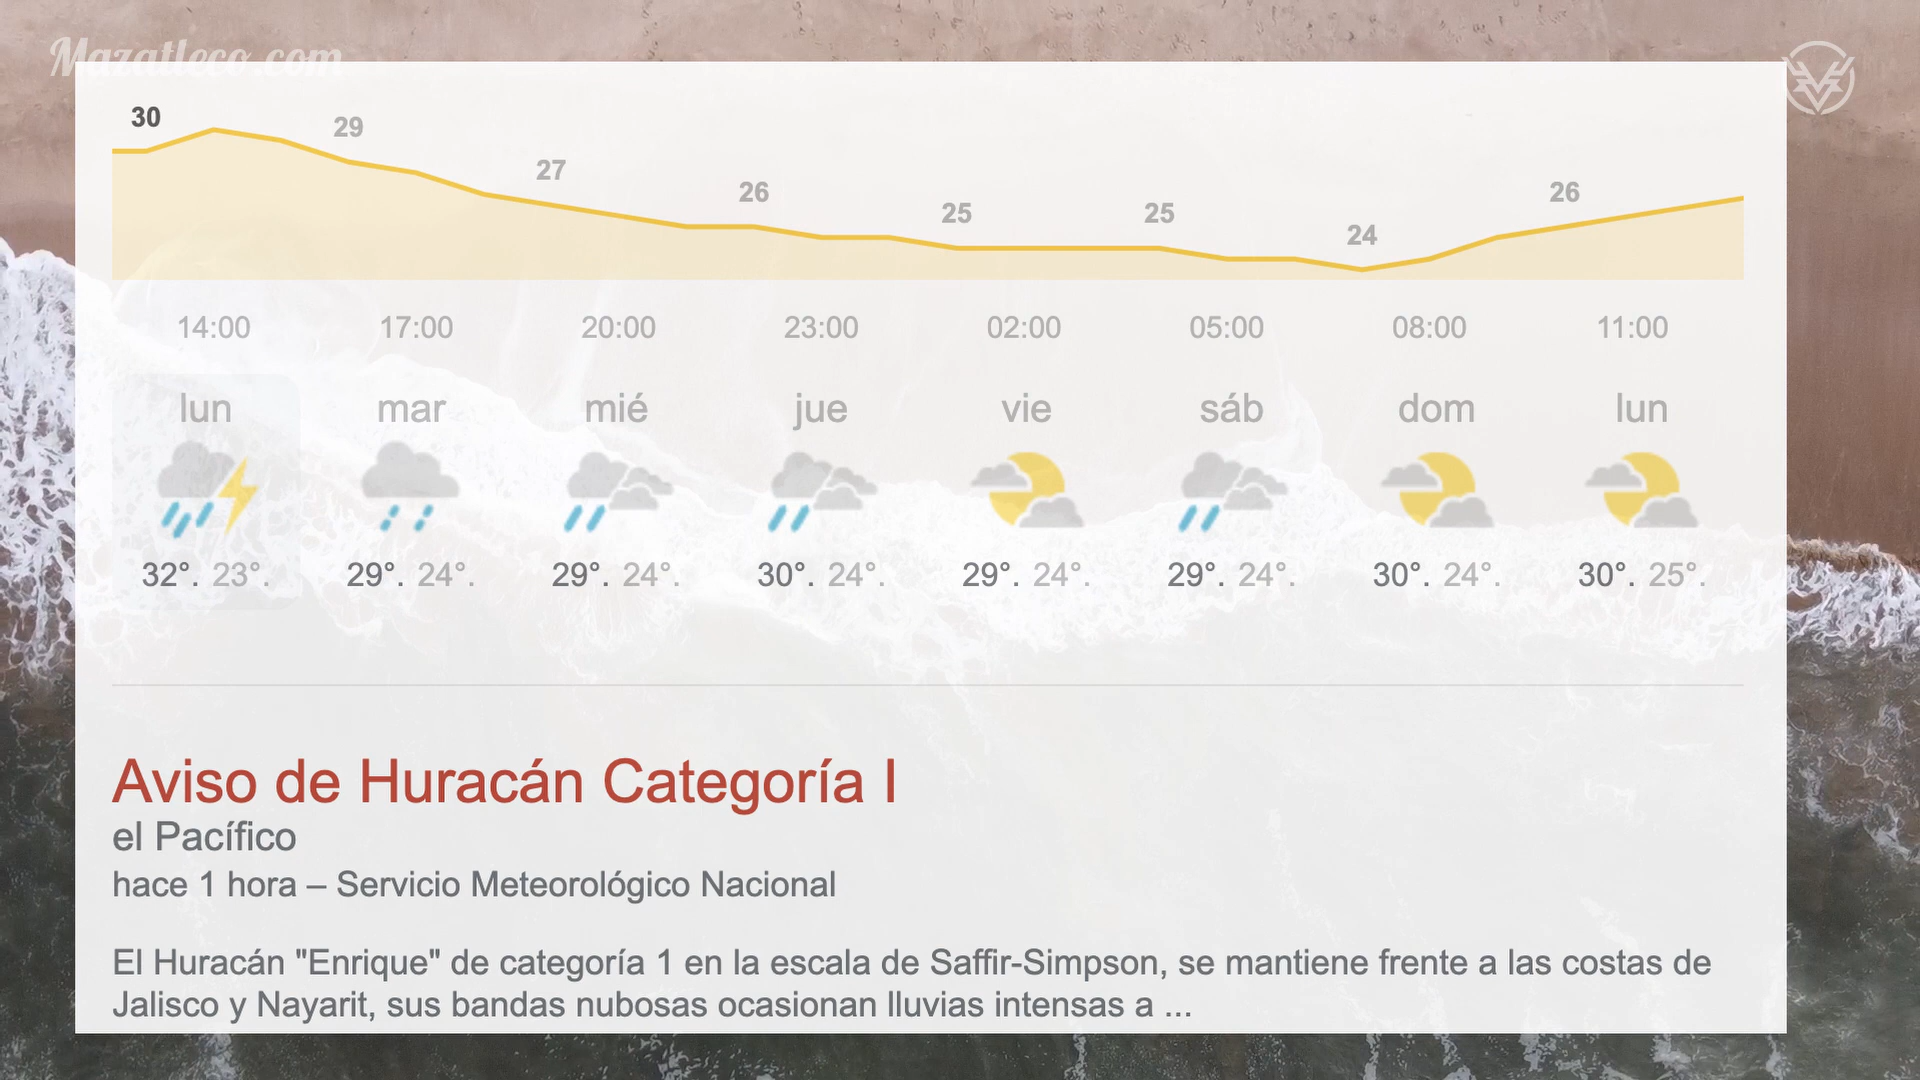 Mazatleco.com
30 29 27 26 25 25 24 26
14:00 17:00 20:00 23:00 02:00 05:00 08:00 11:00
lun mar mié jue vie sáb dom lun
32°. 23°. 29°. 24°. 29°. 24°. 30°. 24°. 29°. 24°. 29°. 24°. 30°. 24°. 30°. 25°.
Aviso de Huracán Categoría I
el Pacífico
hace 1 hora – Servicio Meteorológico Nacional
El Huracán "Enrique" de categoría 1 en la escala de Saffir-Simpson, se mantiene frente a las costas de
Jalisco y Nayarit, sus bandas nubosas ocasionan lluvias intensas a ...